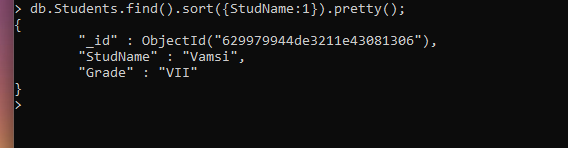 > db.Students.find().sort({StudName:1}).pretty();
{
        "_id" : ObjectId("629979944de3211e43081306"),
        "StudName" : "Vamsi",
        "Grade" : "VII"
}
>